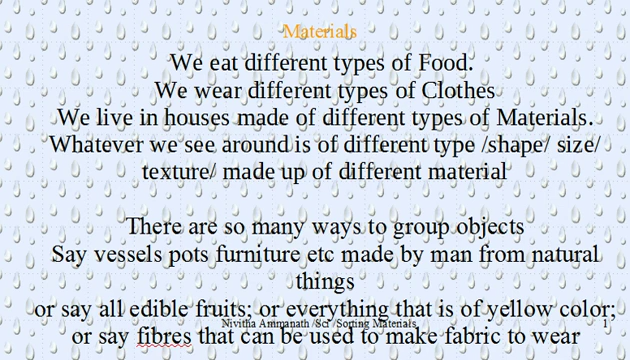 Materials
We eat different types of Food.
We wear different types of Clothes
We live in houses made of different types of Materials.
Whatever we see around is of different type /shape/ size/
texture/ made up of different material
There are so many ways to group objects
Say vessels pots furniture etc made by man from natural
things
or say all edible fruits; or everything that is of yellow color;
Nivitha Ammanath /Sci /Sorting Materials 1
or say fibres that can be used to make fabric to wear